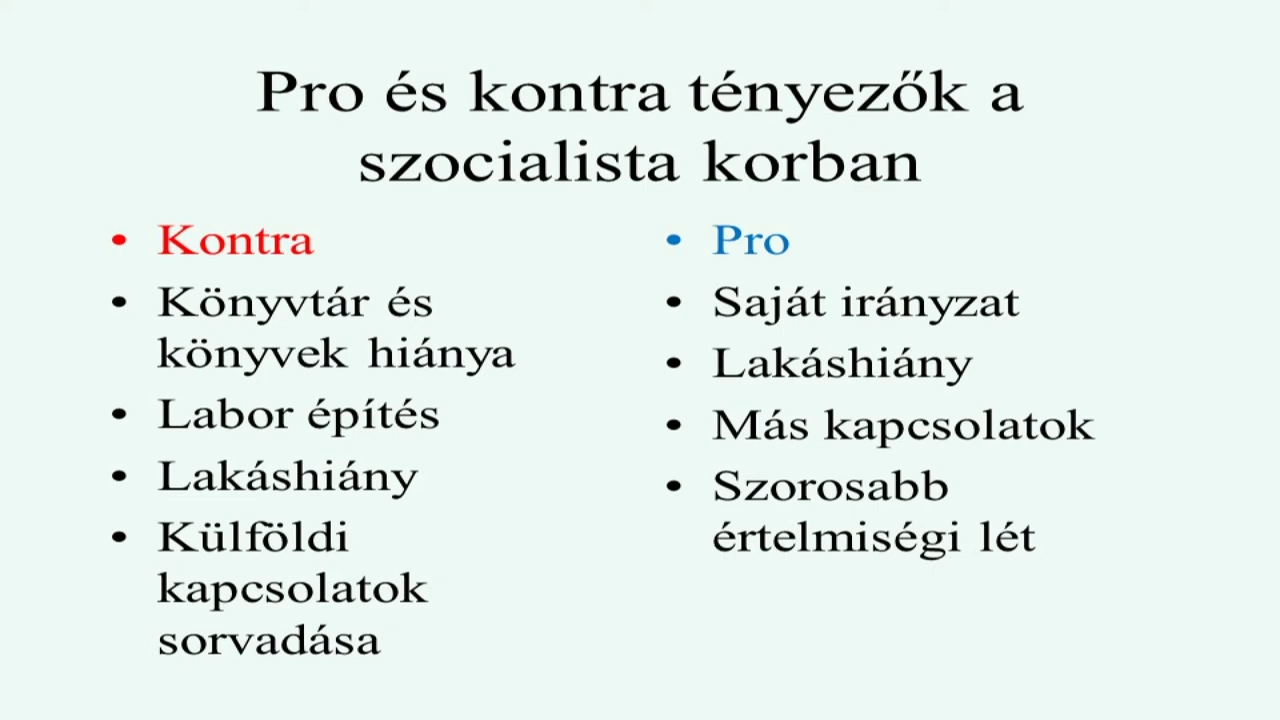 Pro és kontra tényezők a
szocialista korban
• Kontra
• Könyvtár és
könyvek hiánya
• Labor építés
• Lakáshiány
• Külföldi
kapcsolatok
sorvadása
• Pro
• Saját irányzat
• Lakáshiány
• Más kapcsolatok
• Szorosabb
értelmiségi lét